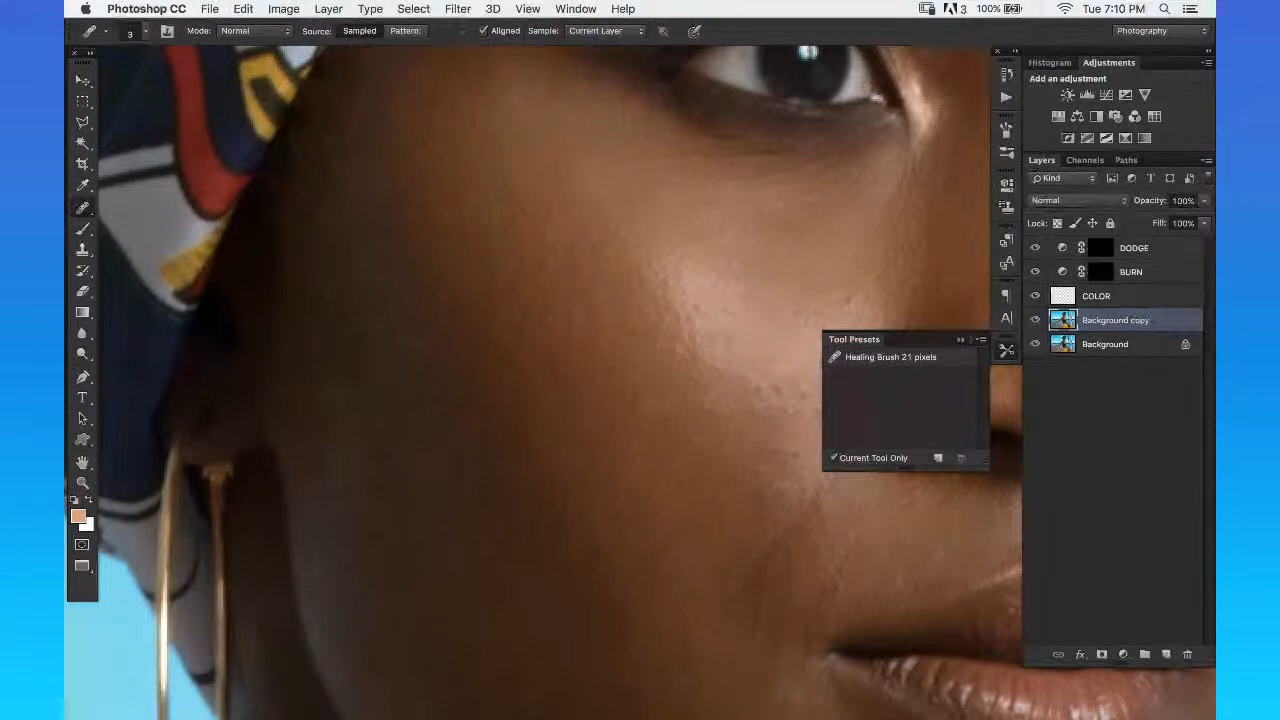 Photoshop CC File Edit Image Layer Type Select Filter 3D View Window Help 3 100% Tue 7:10 PM
3 Mode: Normal Source: Sampled Pattern: Aligned Sample: Current Layer Photography
Histogram Adjustments
Add an adjustment
Layers Channels Paths
Kind
Normal Opacity: 100%
Lock: Fill: 100%
DODGE
BURN
COLOR
Background copy
Background
Tool Presets
Healing Brush 21 pixels
Current Tool Only